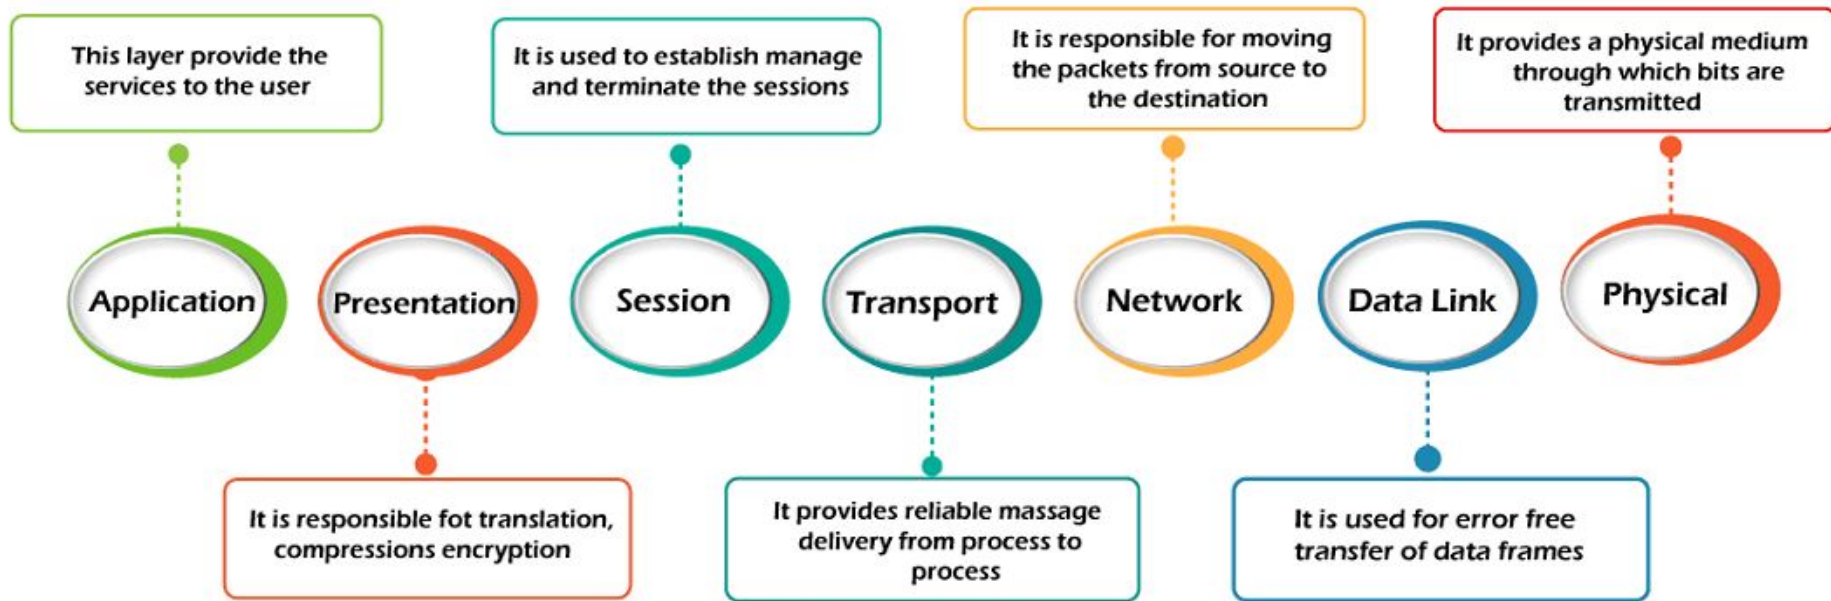 This layer provide the
services to the user
It is used to establish manage
and terminate the sessions
It is responsible for moving
the packets from source to
the destination
It provides a physical medium
through which bits are
transmitted
Application
Presentation
Session
Transport
Network
Data Link
Physical
It is responsible fot translation,
compressions encryption
It provides reliable massage
delivery from process to
process
It is used for error free
transfer of data frames